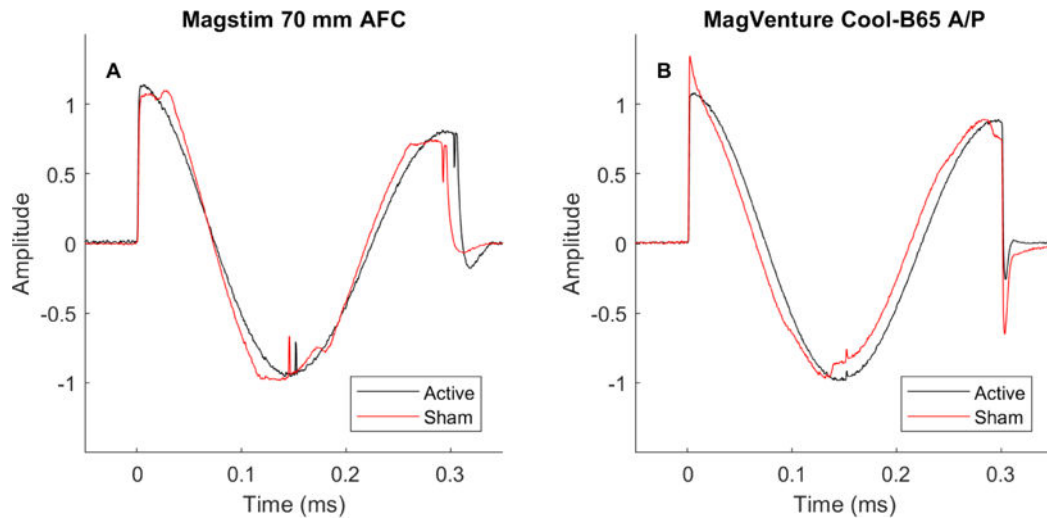 Magstim 70 mm AFC
A
1
0.5
0
-0.5
-1
Amplitude
Active
Sham
0
0.1
0.2
0.3
Time (ms)
MagVenture Cool-B65 A/P
B
1
0.5
0
-0.5
-1
Amplitude
Active
Sham
0
0.1
0.2
0.3
Time (ms)